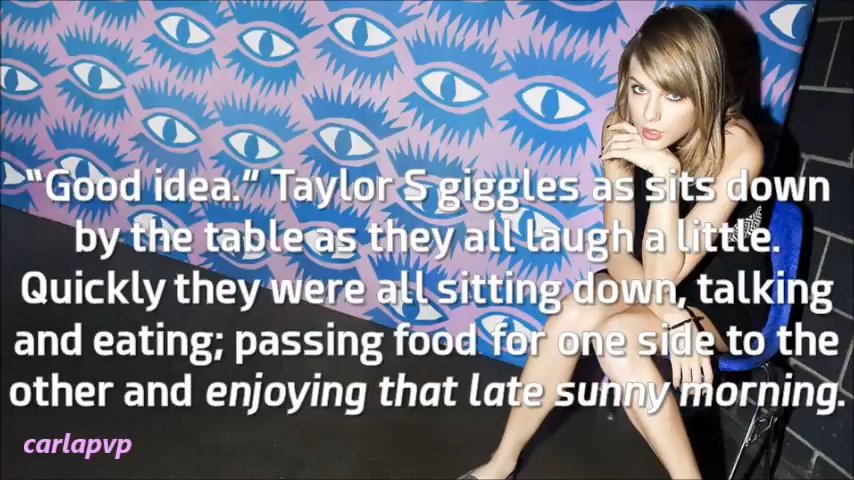 “Good idea.” Taylor S giggles as sits down
by the table as they all laugh a little.
Quickly they were all sitting down, talking
and eating; passing food for one side to the
other and enjoying that late sunny morning.
carlapvp